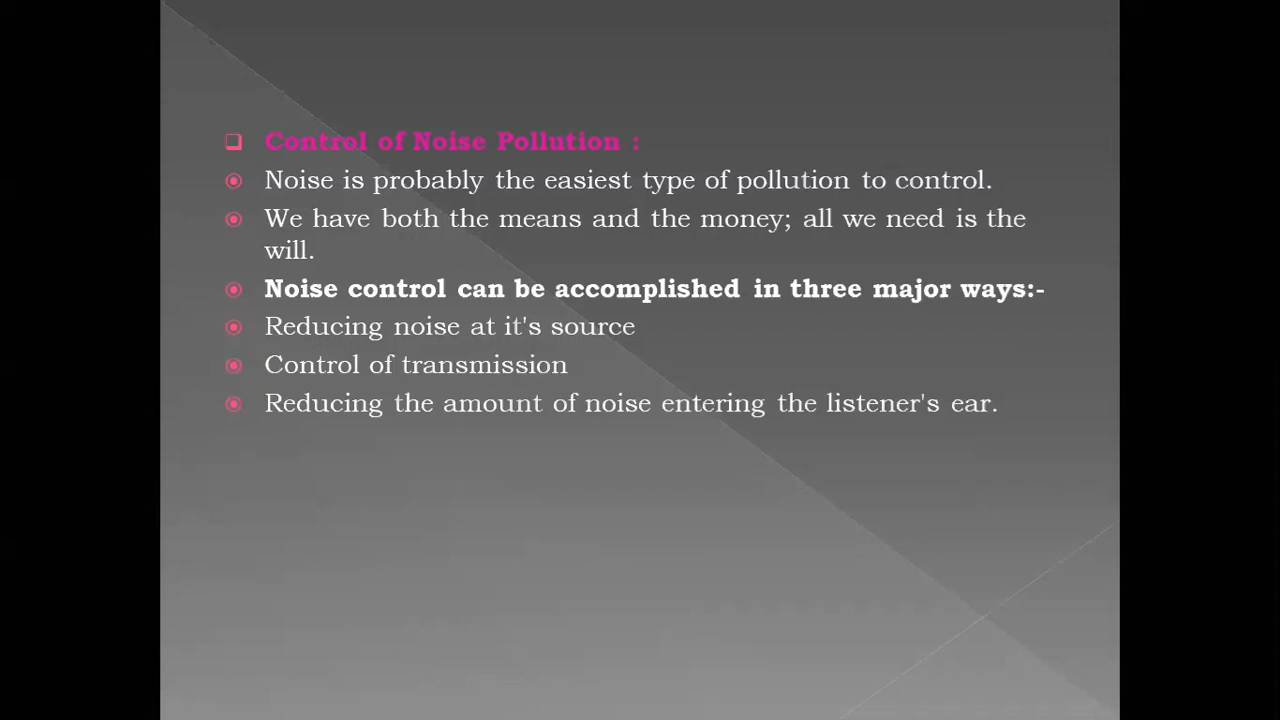 Control of Noise Pollution :
Noise is probably the easiest type of pollution to control.
We have both the means and the money; all we need is the
will.
Noise control can be accomplished in three major ways:-
Reducing noise at it's source
Control of transmission
Reducing the amount of noise entering the listener's ear.